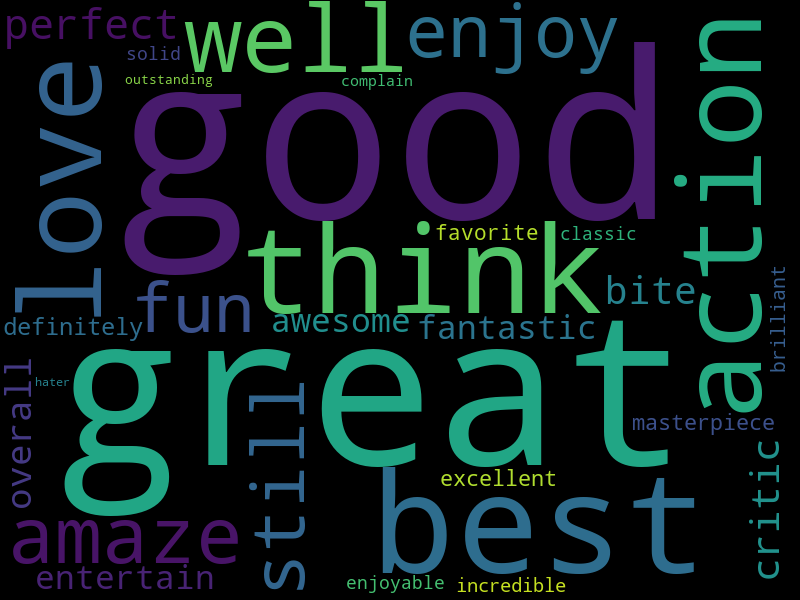 perfect
well
enjoy
solid
outstanding
complain
love
good
action
think
favorite
classic
fun
bite
brilliant
definitely
awesome
fantastic
overall
hater
great
still
masterpiece
excellent
best
critic
amaze
entertain
enjoyable
incredible